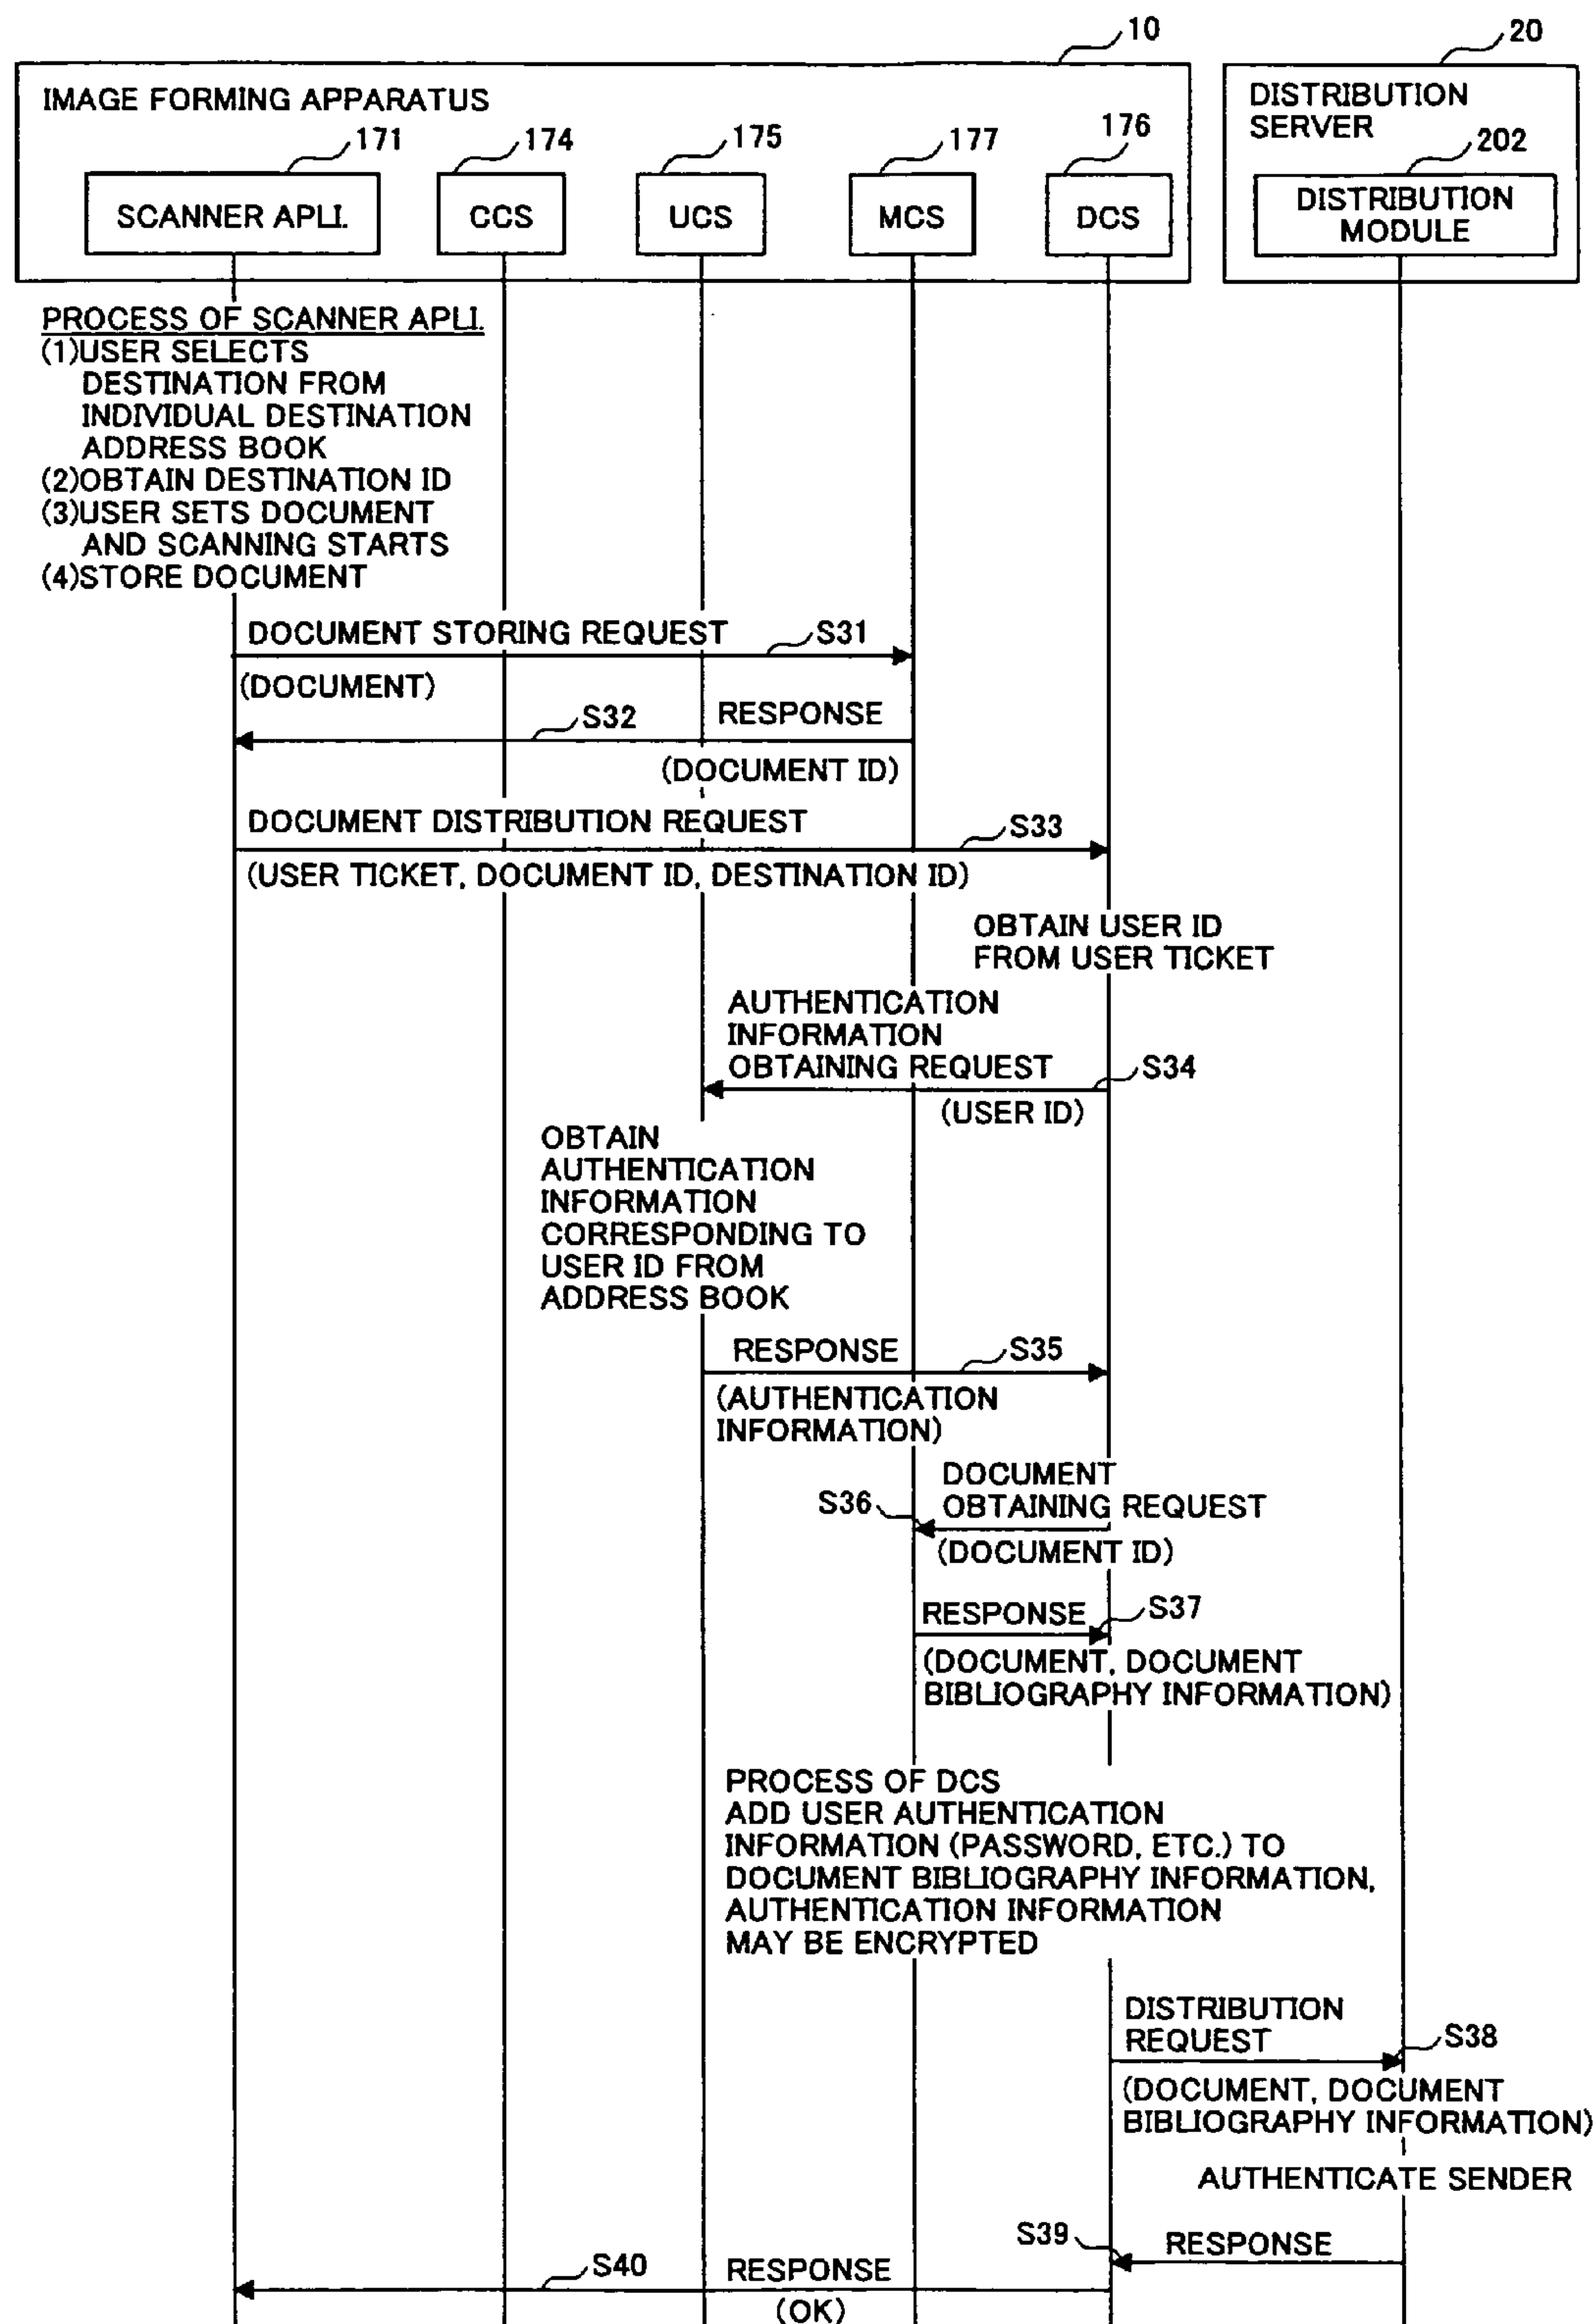 10
20
IMAGE FORMING APPARATUS
DISTRIBUTION
SERVER
171
174
175
177
176
202
SCANNER APLI.
CCS
UCS
MCS
DCS
DISTRIBUTION
MODULE
PROCESS OF SCANNER APLI.
(1)USER SELECTS
DESTINATION FROM
INDIVIDUAL DESTINATION
ADDRESS BOOK
(2)OBTAIN DESTINATION ID
(3)USER SETS DOCUMENT
AND SCANNING STARTS
(4)STORE DOCUMENT
DOCUMENT STORING REQUEST
S31
(DOCUMENT)
S32
RESPONSE
(DOCUMENT ID)
DOCUMENT DISTRIBUTION REQUEST
S33
(USER TICKET, DOCUMENT ID, DESTINATION ID)
OBTAIN USER ID
FROM USER TICKET
AUTHENTICATION
INFORMATION
OBTAINING REQUEST
S34
(USER ID)
OBTAIN
AUTHENTICATION
INFORMATION
CORRESPONDING TO
USER ID FROM
ADDRESS BOOK
RESPONSE
S35
(AUTHENTICATION
INFORMATION)
DOCUMENT
OBTAINING REQUEST
S36
(DOCUMENT ID)
RESPONSE
S37
(DOCUMENT, DOCUMENT
BIBLIOGRAPHY INFORMATION)
PROCESS OF DCS
ADD USER AUTHENTICATION
INFORMATION (PASSWORD, ETC.) TO
DOCUMENT BIBLIOGRAPHY INFORMATION,
AUTHENTICATION INFORMATION
MAY BE ENCRYPTED
DISTRIBUTION
REQUEST
S38
(DOCUMENT, DOCUMENT
BIBLIOGRAPHY INFORMATION)
AUTHENTICATE SENDER
S39
RESPONSE
S40
RESPONSE
(OK)